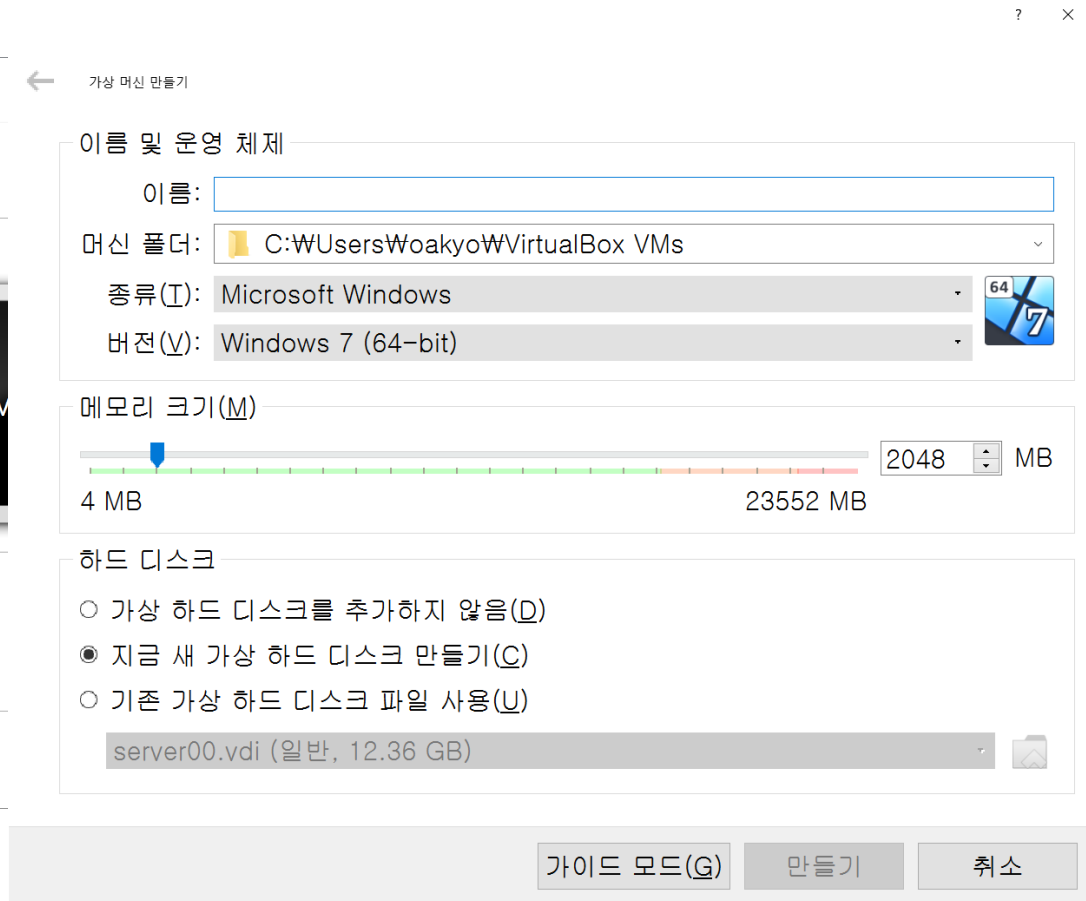 ?
가상 머신 만들기
이름 및 운영 체제
이름:
머신 폴더: C:₩Users₩oakyo₩VirtualBox VMs
종류(T): Microsoft Windows
64
7
버전(V): Windows 7 (64-bit)
메모리 크기(M)
2048 MB
4 MB 23552 MB
하드 디스크
가상 하드 디스크를 추가하지 않음(D)
지금 새 가상 하드 디스크 만들기(C)
기존 가상 하드 디스크 파일 사용(U)
server00.vdi (일반, 12.36 GB)
가이드 모드(G) 만들기 취소